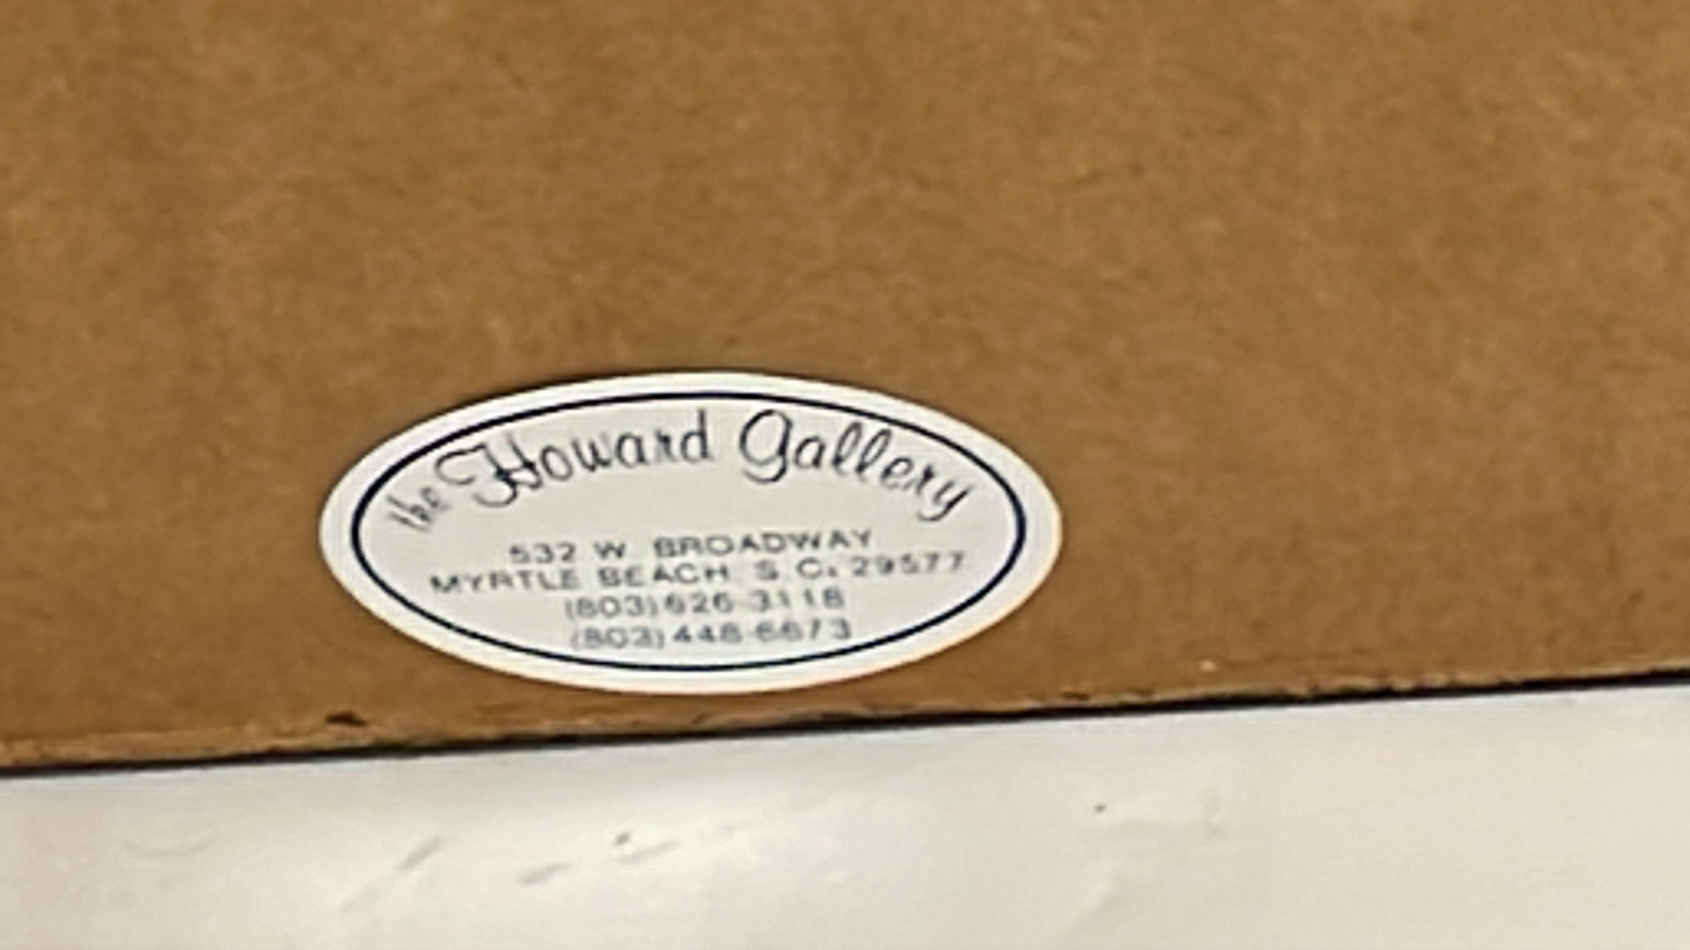 the Howard Gallery
532 W. BROADWAY
MYRTLE BEACH S.C. 29577
(803) 626-3118
(803) 448-6673